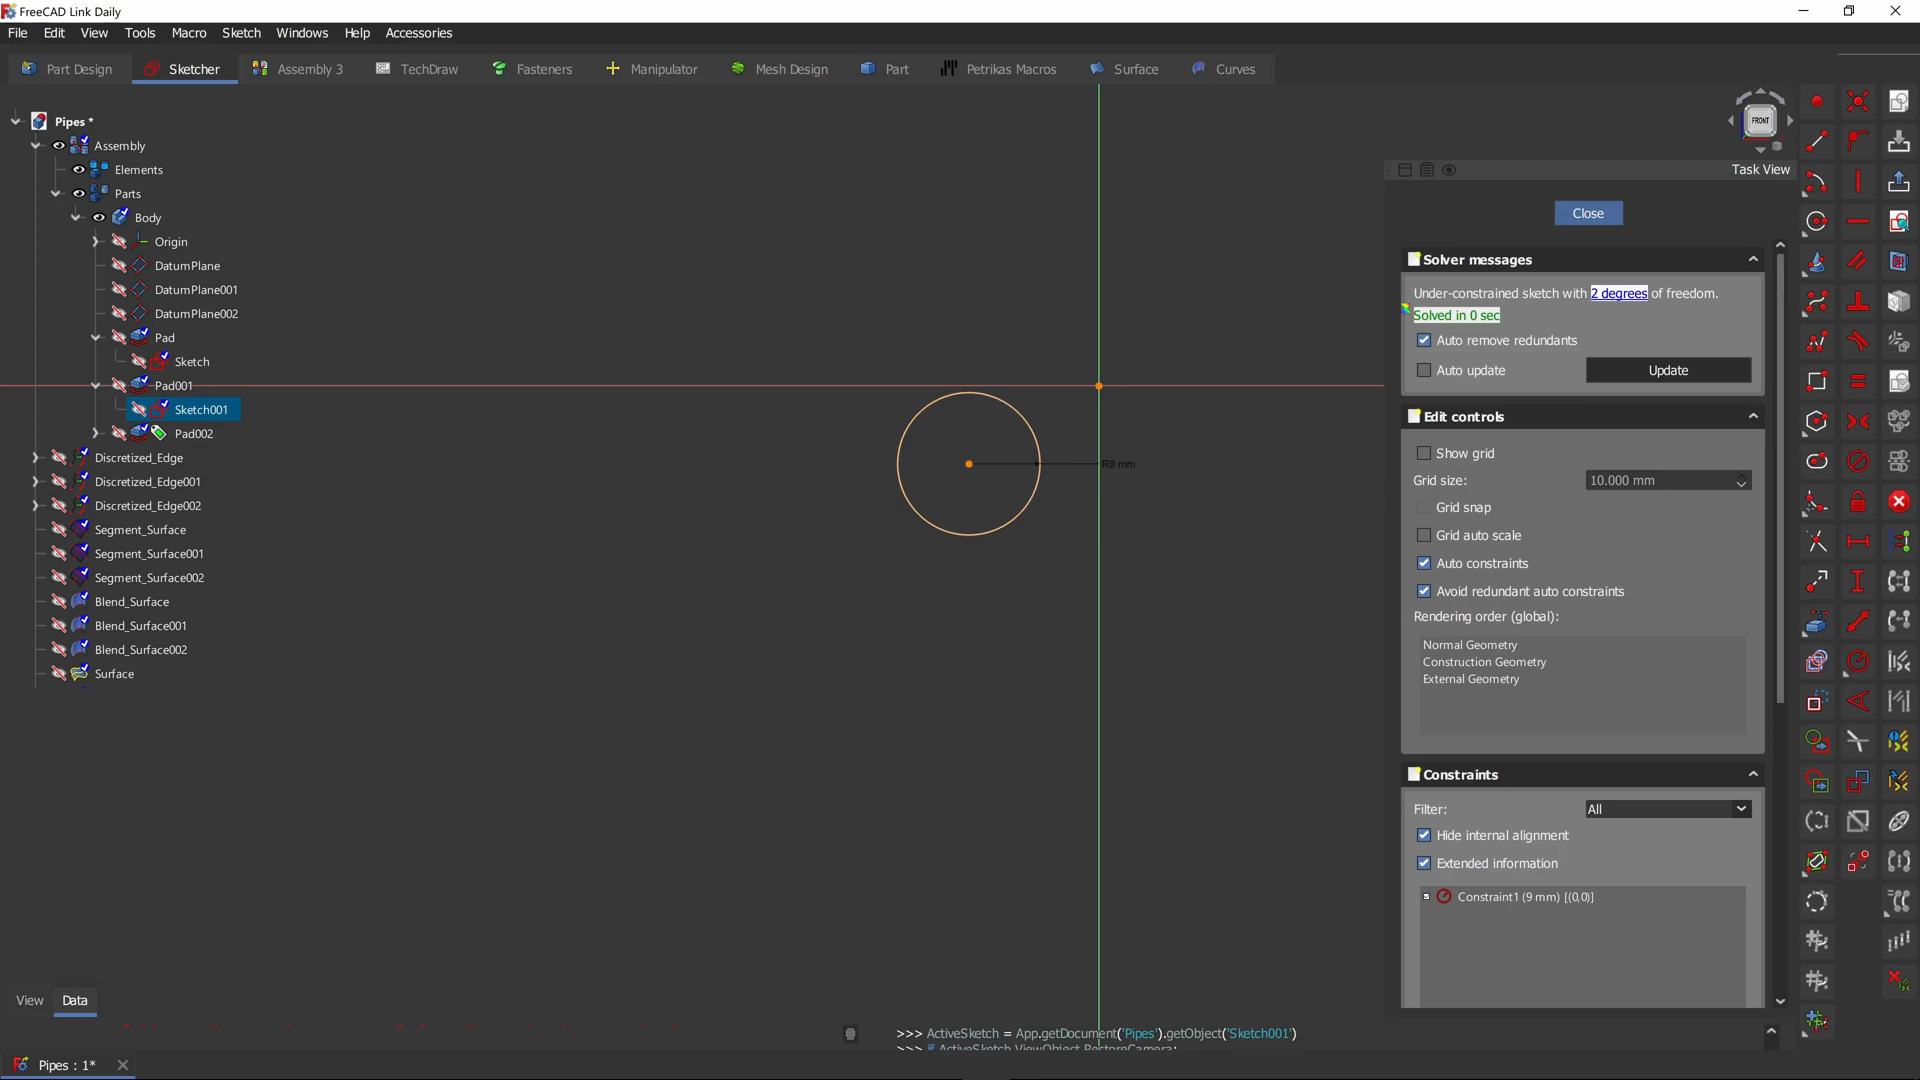 FreeCAD Link Daily
File Edit View Tools Macro Sketch Windows Help Accessories
Part Design Sketcher Assembly 3 TechDraw Fasteners Manipulator Mesh Design Part Petrikas Macros Surface Curves
Pipes *
Assembly
Elements
Parts
Body
Origin
DatumPlane
DatumPlane001
DatumPlane002
Pad
Sketch
Pad001
Sketch001
Pad002
Discretized_Edge
Discretized_Edge001
Discretized_Edge002
Segment_Surface
Segment_Surface001
Segment_Surface002
Blend_Surface
Blend_Surface001
Blend_Surface002
Surface
View Data
R9 mm
FRONT
Task View
Close
Solver messages
Under-constrained sketch with 2 degrees of freedom.
Solved in 0 sec
Auto remove redundants
Auto update Update
Edit controls
Show grid
Grid size: 10.000 mm
Grid snap
Grid auto scale
Auto constraints
Avoid redundant auto constraints
Rendering order (global):
Normal Geometry
Construction Geometry
External Geometry
Constraints
Filter: All
Hide internal alignment
Extended information
Constraint1 (9 mm) [(0,0)]
>>> ActiveSketch = App.getDocument('Pipes').getObject('Sketch001')
>>> # ActiveSketch.ViewObject.RestoreCamera:
Pipes : 1*